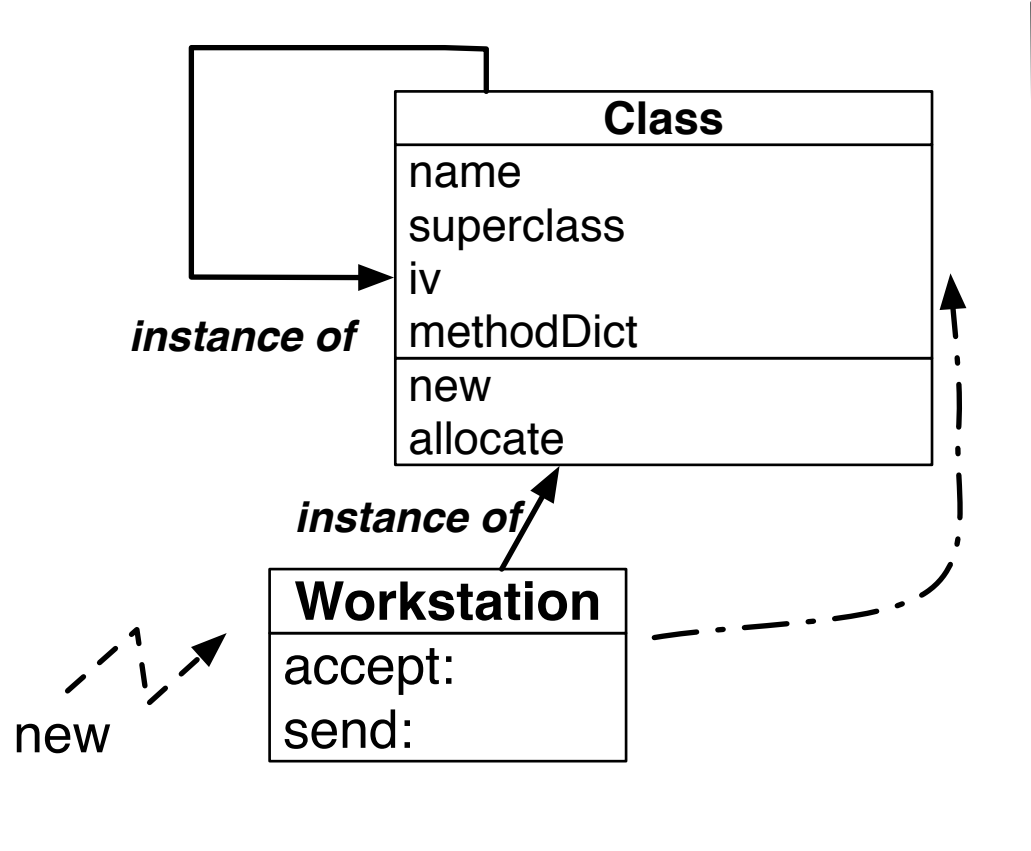 Class
name
superclass
iv
methodDict
instance of
new
allocate
instance of
Workstation
accept:
send:
new